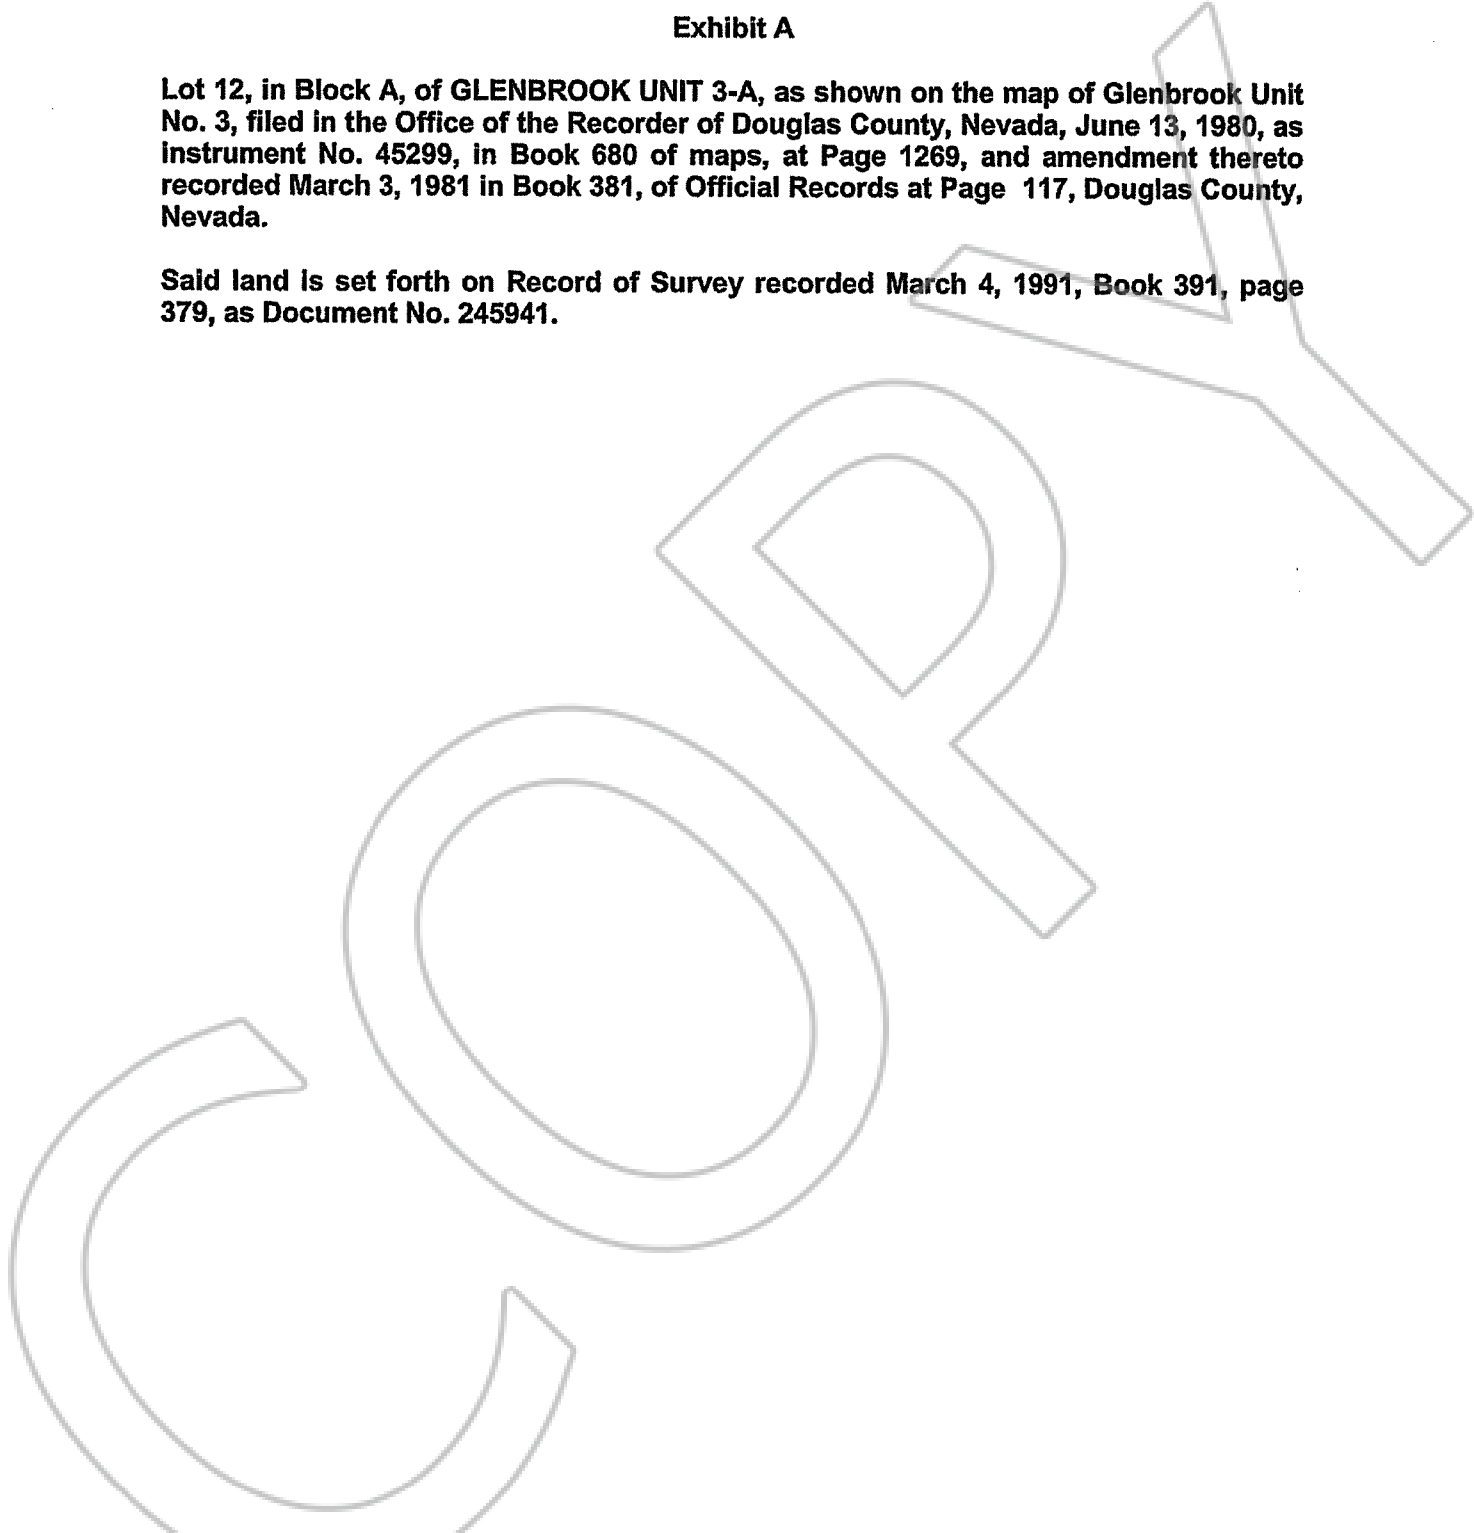 Exhibit A
Lot 12, in Block A, of GLENBROOK UNIT 3-A, as shown on the map of Glenbrook Unit
No. 3, filed in the Office of the Recorder of Douglas County, Nevada, June 13, 1980, as
instrument No. 45299, in Book 680 of maps, at Page 1269, and amendment thereto
recorded March 3, 1981 in Book 381, of Official Records at Page 117, Douglas County,
Nevada.
Said land is set forth on Record of Survey recorded March 4, 1991, Book 391, page
379, as Document No. 245941.
COPY